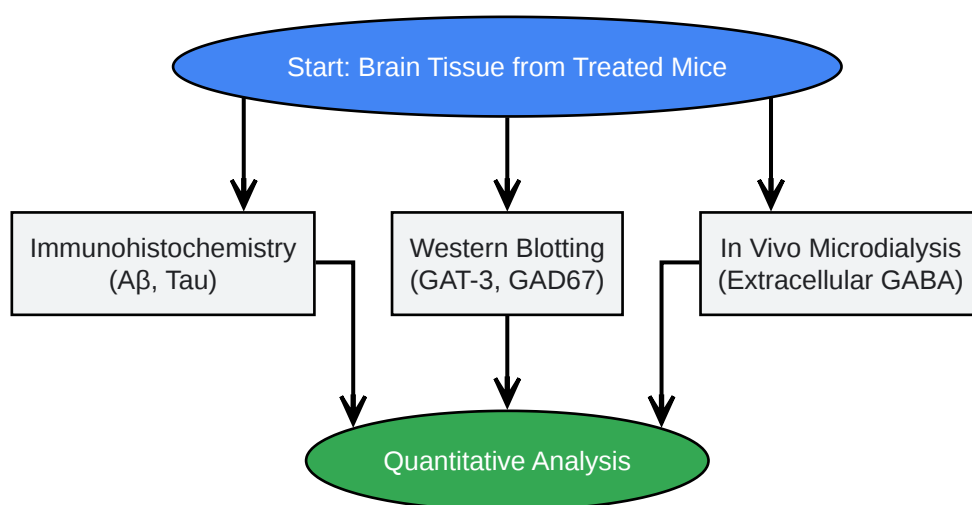 Start: Brain Tissue from Treated Mice
Immunohistochemistry
(Aβ, Tau)
Western Blotting
(GAT-3, GAD67)
In Vivo Microdialysis
(Extracellular GABA)
Quantitative Analysis